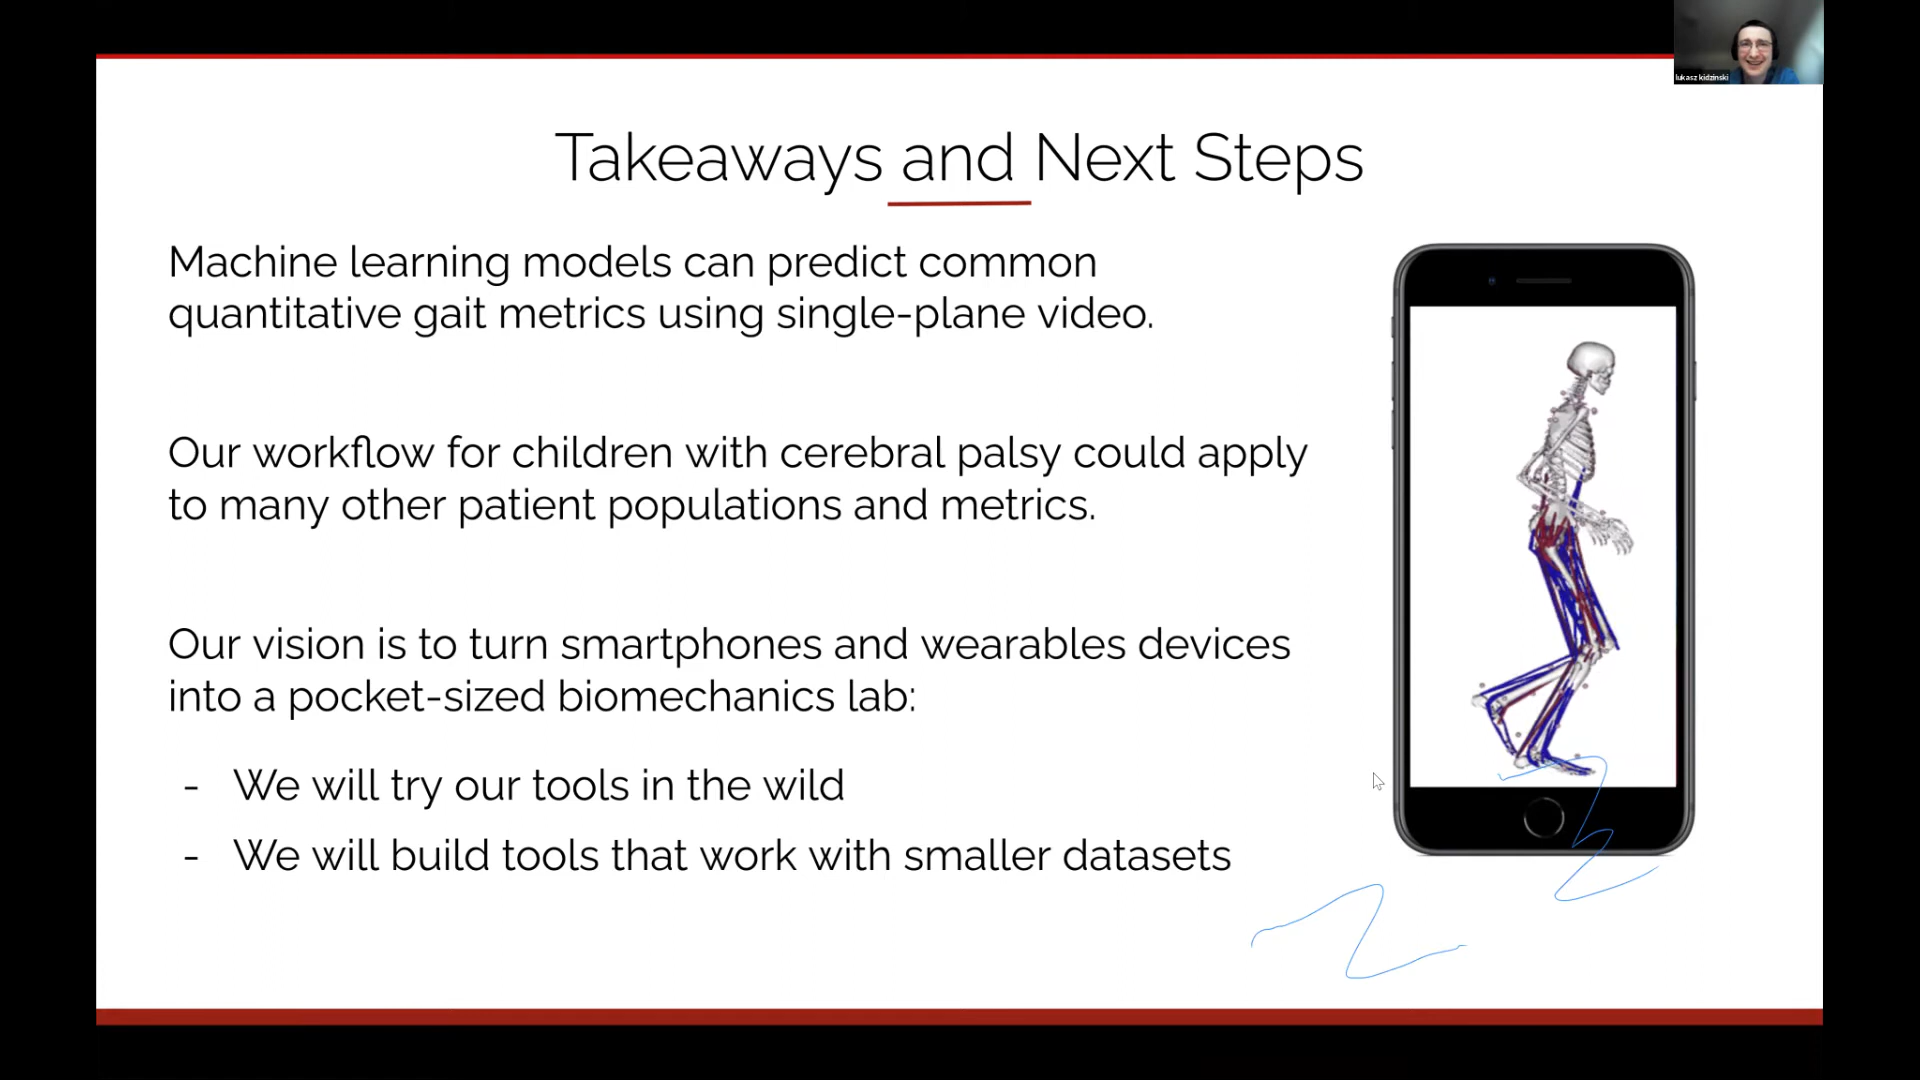 lukasz kidzinski
Takeaways and Next Steps
Machine learning models can predict common
quantitative gait metrics using single-plane video.
Our workflow for children with cerebral palsy could apply
to many other patient populations and metrics.
Our vision is to turn smartphones and wearables devices
into a pocket-sized biomechanics lab:
- We will try our tools in the wild
- We will build tools that work with smaller datasets